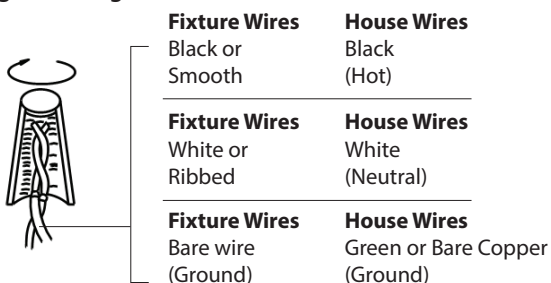 Fixture Wires House Wires
Black or Black
Smooth (Hot)
Fixture Wires House Wires
White or White
Ribbed (Neutral)
Fixture Wires House Wires
Bare wire Green or Bare Copper
(Ground) (Ground)